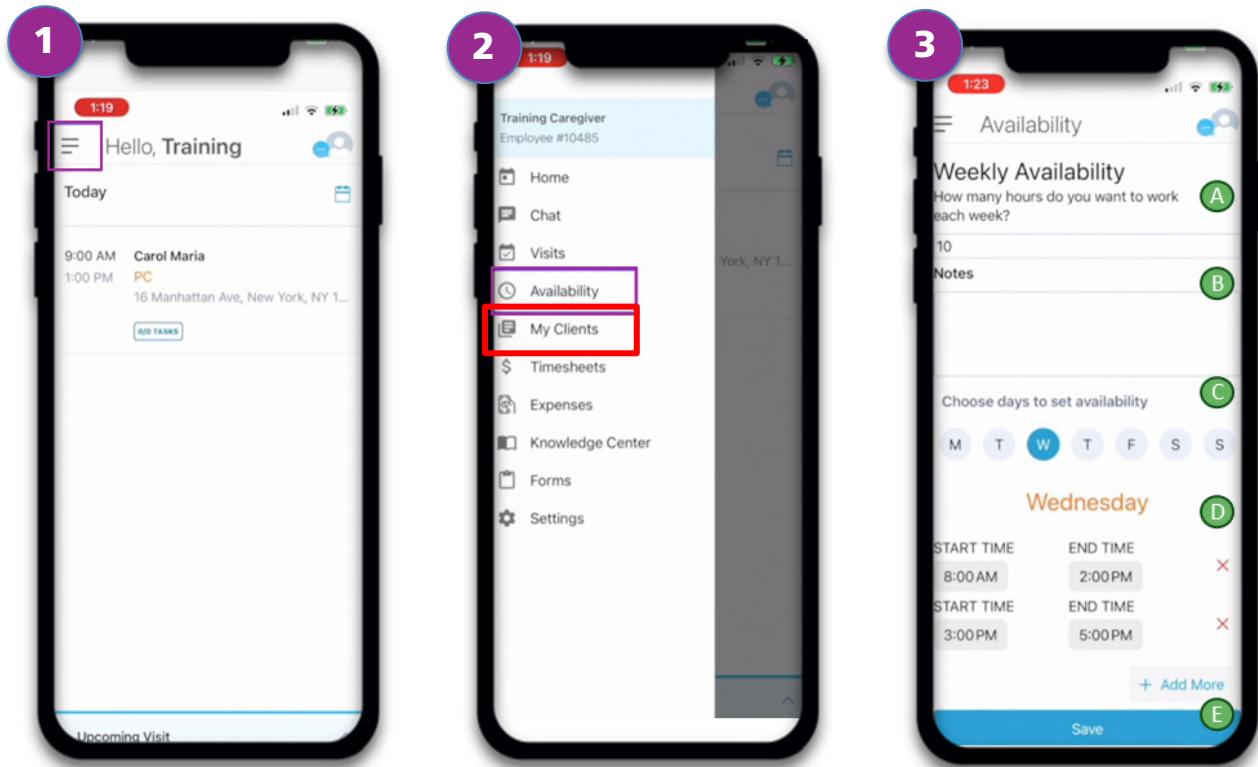 1
1:19
Hello, Training
Today
9:00 AM Carol Maria
1:00 PM PC
16 Manhattan Ave, New York, NY 1...
0/0 TASKS
Upcoming Visit
2
1:19
Training Caregiver
Employee #10485
Home
Chat
Visits
York, NY 1...
Availability
My Clients
Timesheets
Expenses
Knowledge Center
Forms
Settings
3
1:23
Availability
Weekly Availability
How many hours do you want to work A
each week?
10
Notes B
Choose days to set availability C
M T W T F S S
Wednesday D
START TIME END TIME
8:00 AM 2:00 PM
START TIME END TIME
3:00 PM 5:00 PM
+ Add More
Save E